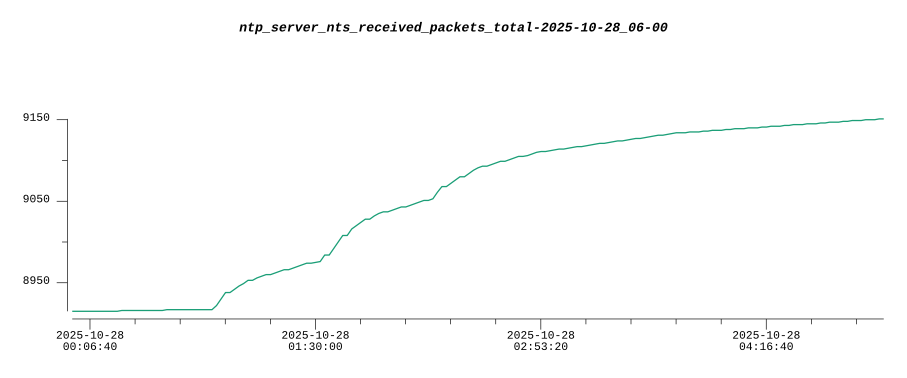 ntp_server_nts_received_packets_total-2025-10-28_06-00
9150
9050
8950
2025-10-28 2025-10-28 2025-10-28 2025-10-28
00:06:40 01:30:00 02:53:20 04:16:40